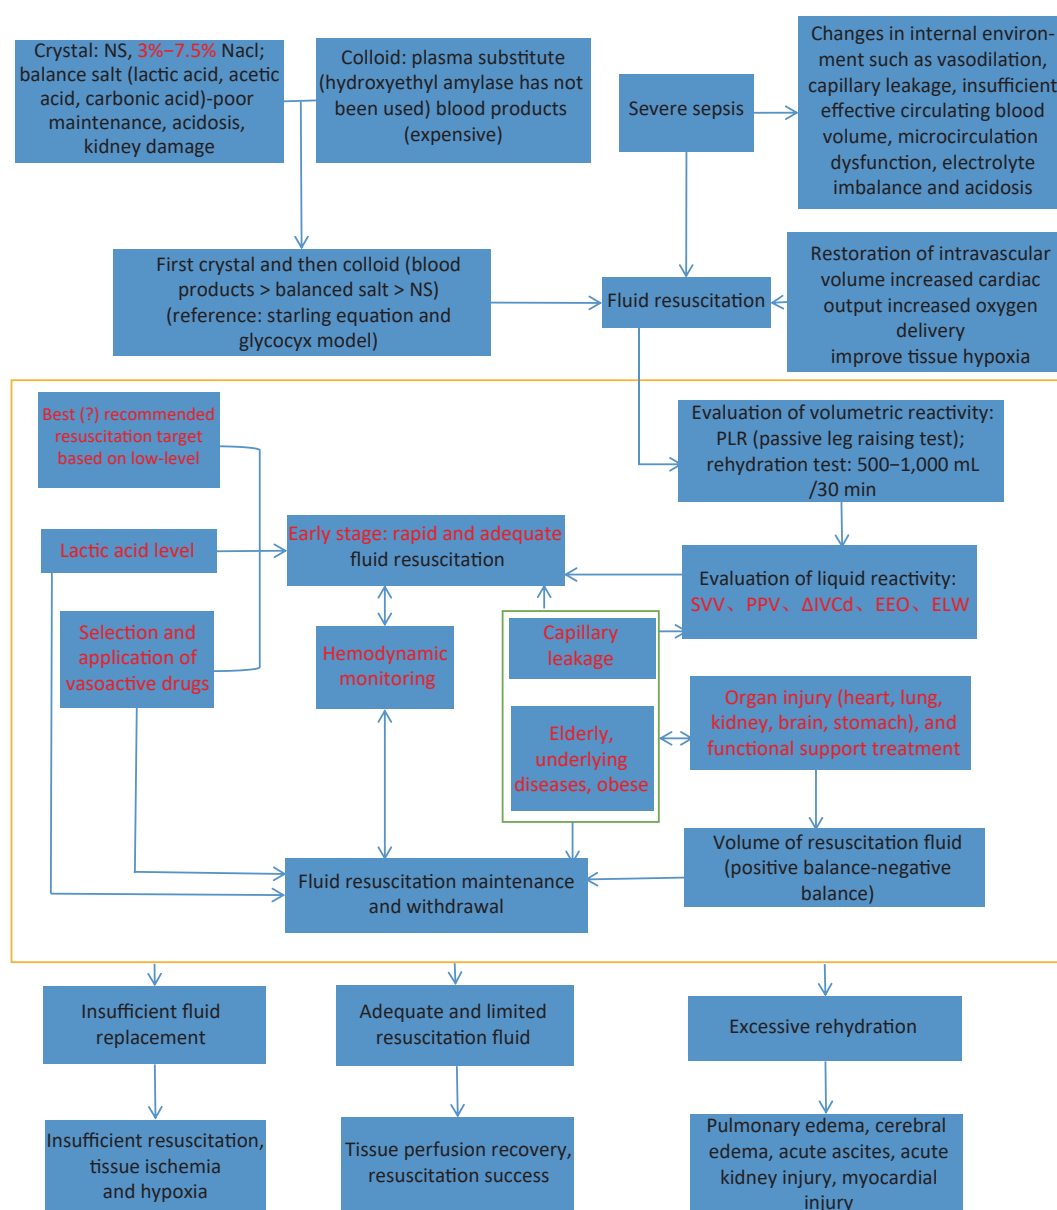 Crystal: NS, 3%–7.5% Nacl;
balance salt (lactic acid, acetic
acid, carbonic acid)-poor
maintenance, acidosis,
kidney damage
Colloid: plasma substitute
(hydroxyethyl amylase has not
been used) blood products
(expensive)
Severe sepsis
Changes in internal environ-
ment such as vasodilation,
capillary leakage, insufficient
effective circulating blood
volume, microcirculation
dysfunction, electrolyte
imbalance and acidosis
First crystal and then colloid (blood
products > balanced salt > NS)
(reference: starling equation and
glycocyx model)
Fluid resuscitation
Restoration of intravascular
volume increased cardiac
output increased oxygen
delivery
improve tissue hypoxia
Best (?) recommended
resuscitation target
based on low-level
Evaluation of volumetric reactivity:
PLR (passive leg raising test);
rehydration test: 500–1,000 mL
/30 min
Lactic acid level
Early stage: rapid and adequate
fluid resuscitation
Evaluation of liquid reactivity:
SVV、PPV、ΔIVCd、EEO、ELW
Selection and
application of
vasoactive drugs
Hemodynamic
monitoring
Capillary
leakage
Elderly,
underlying
diseases, obese
Organ injury (heart, lung,
kidney, brain, stomach), and
functional support treatment
Volume of resuscitation fluid
(positive balance-negative
balance)
Fluid resuscitation maintenance
and withdrawal
Insufficient fluid
replacement
Adequate and limited
resuscitation fluid
Excessive rehydration
Insufficient resuscitation,
tissue ischemia
and hypoxia
Tissue perfusion recovery,
resuscitation success
Pulmonary edema, cerebral
edema, acute ascites, acute
kidney injury, myocardial
injury